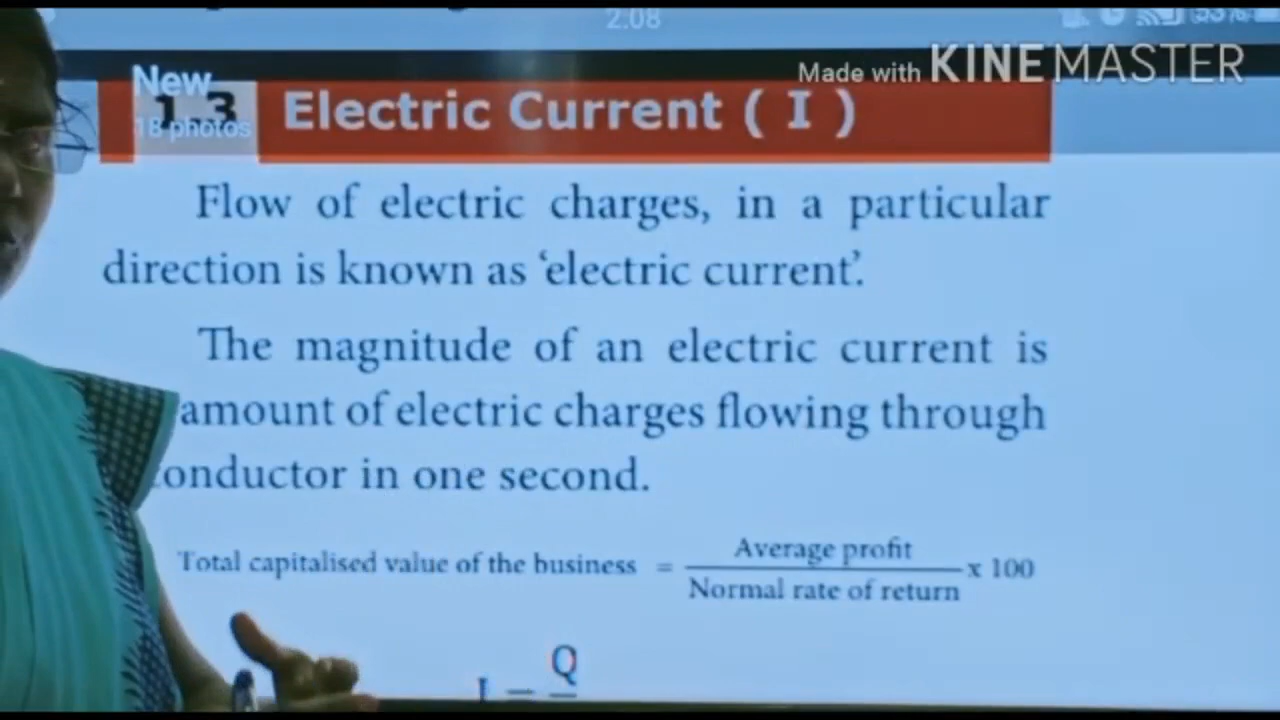 2.08
53%
Made with KINEMASTER
New
18 photos
1.3 Electric Current ( I )
Flow of electric charges, in a particular
direction is known as ‘electric current’.
The magnitude of an electric current is
amount of electric charges flowing through
conductor in one second.
Total capitalised value of the business = Average profit
Normal rate of return
x 100
I = Q